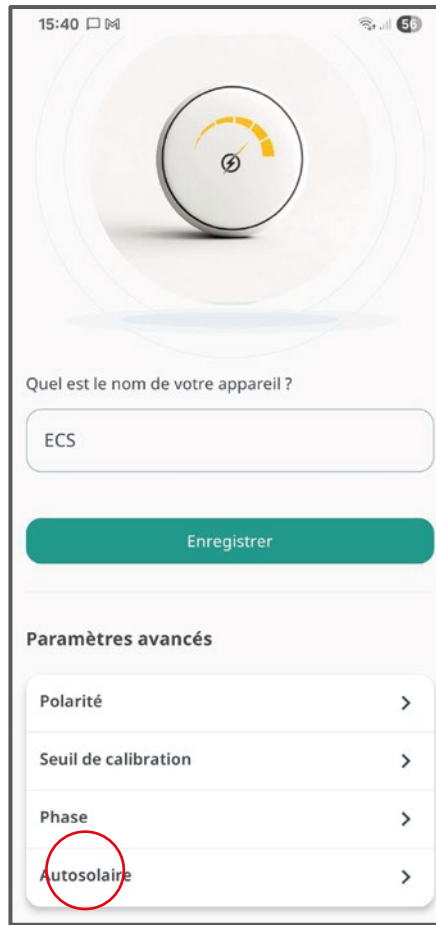 15:40
56
Quel est le nom de votre appareil ?
ECS
Enregistrer
Paramètres avancés
Polarité
Seuil de calibration
Phase
Autosolaire